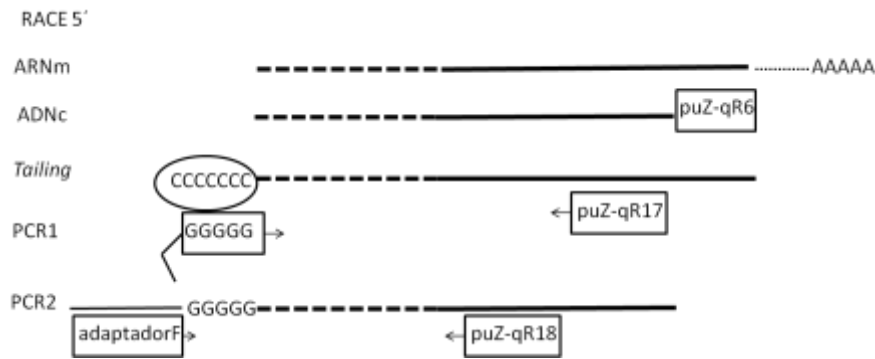 RACE 5´
ARNm AAAAA
ADNc puZ-qR6
Tailing CCCCCCC
puZ-qR17
PCR1 GGGGG
PCR2 GGGGG
adaptadorF puZ-qR18